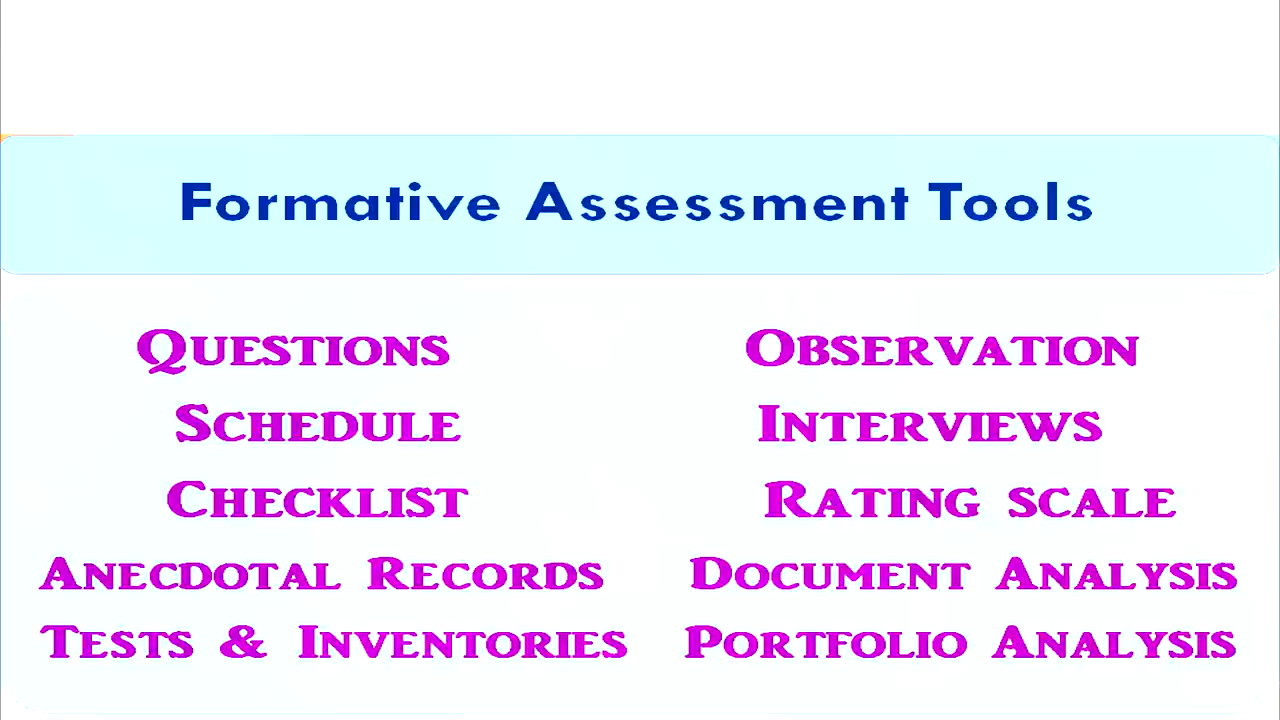 Formative Assessment Tools
Questions Observation
Schedule Interviews
Checklist Rating scale
Anecdotal Records Document Analysis
Tests & Inventories Portfolio Analysis